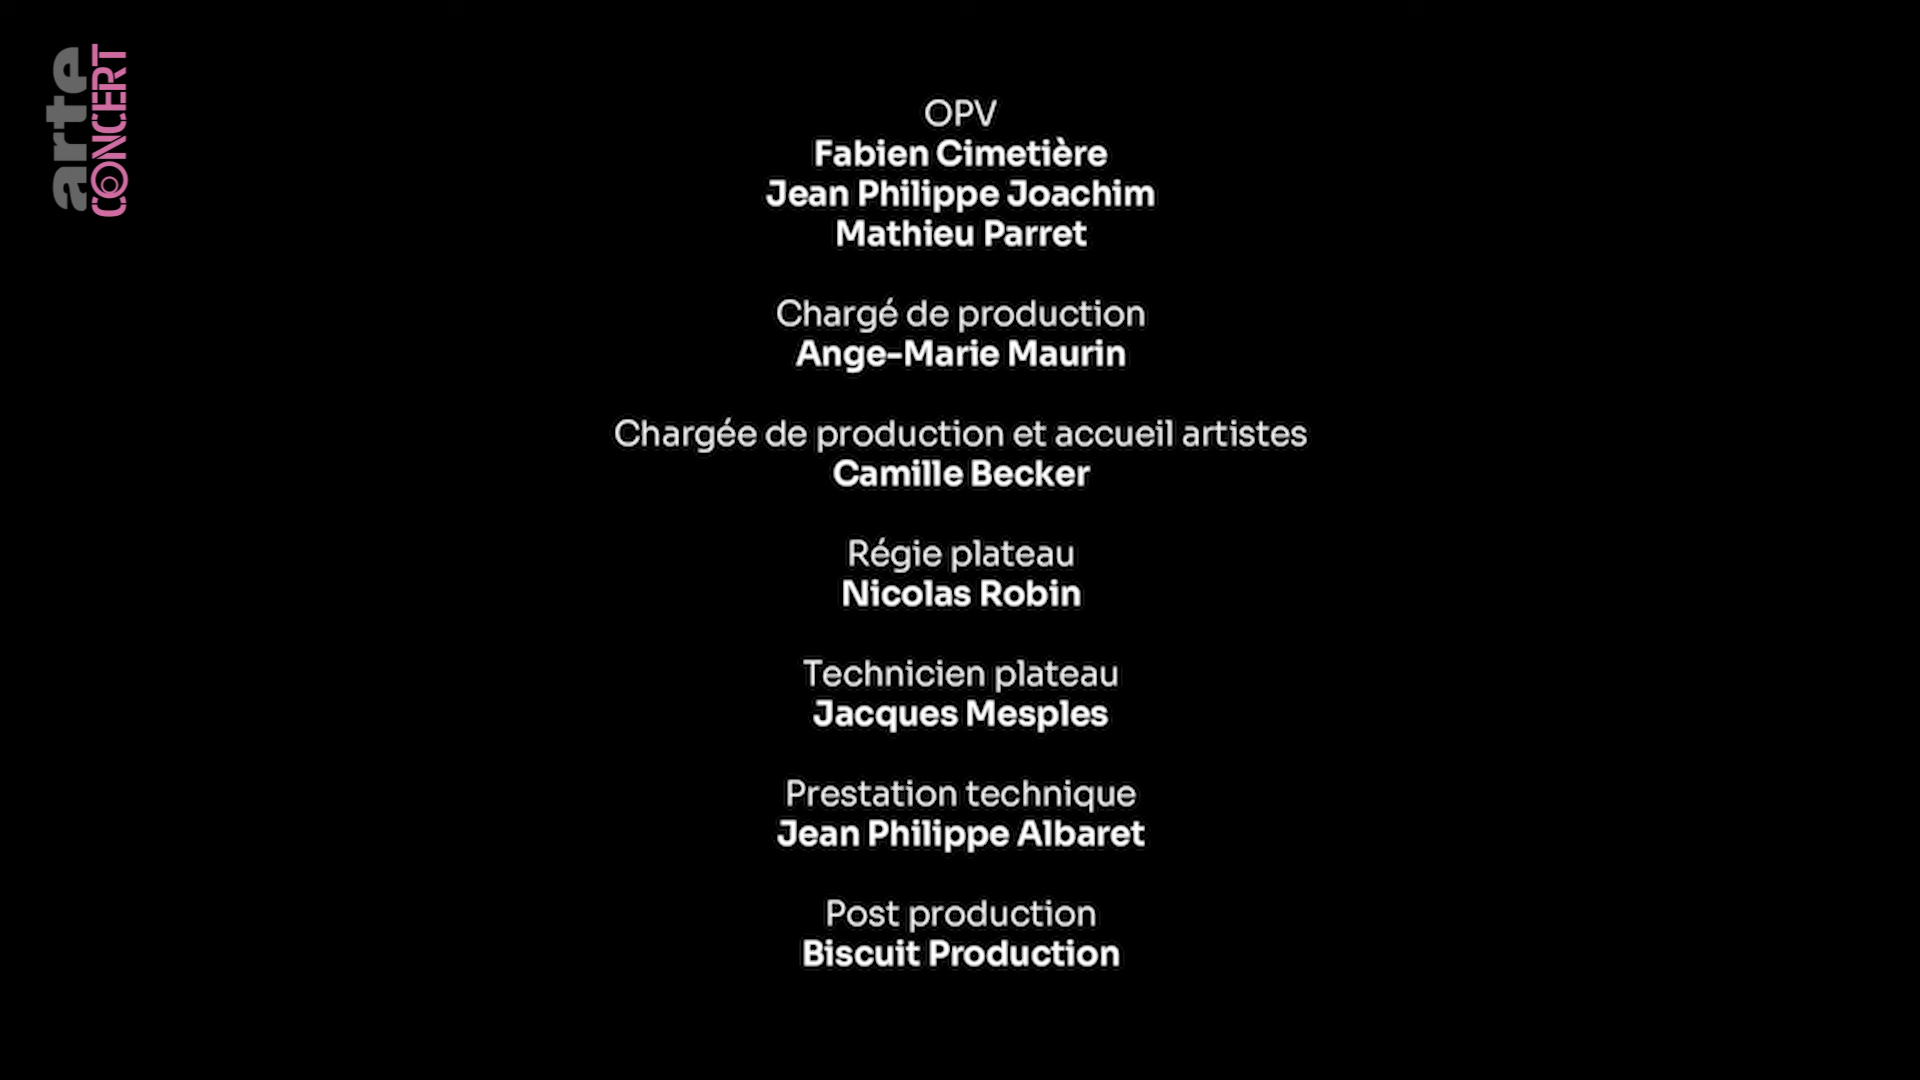 arte
CONCERT
OPV
Fabien Cimetière
Jean Philippe Joachim
Mathieu Parret
Chargé de production
Ange-Marie Maurin
Chargée de production et accueil artistes
Camille Becker
Régie plateau
Nicolas Robin
Technicien plateau
Jacques Mesples
Prestation technique
Jean Philippe Albaret
Post production
Biscuit Production